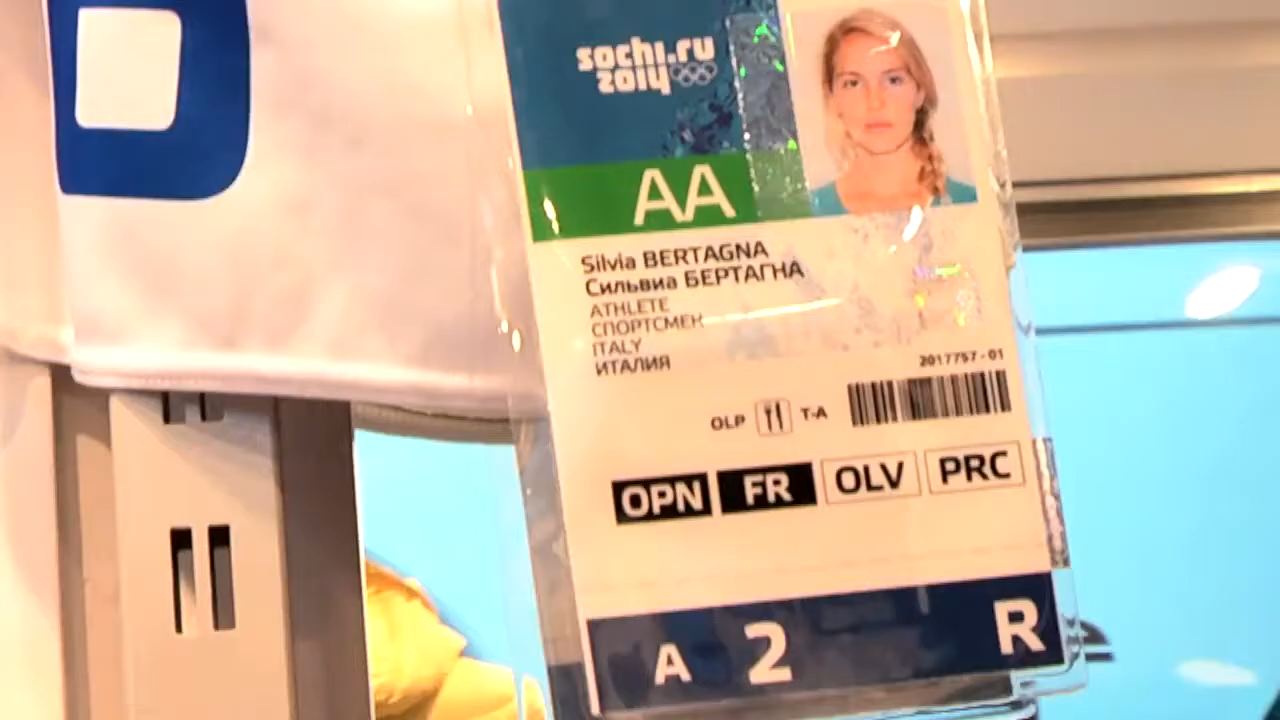 sochi.ru
2014
AA
Silvia BERTAGNA
Сильвиа БЕРТАГНА
ATHLETE
СПОРТСМЕН
ITALY
ИТАЛИЯ
2017757-01
OLP T-A
OPN FR OLV PRC
A 2 R